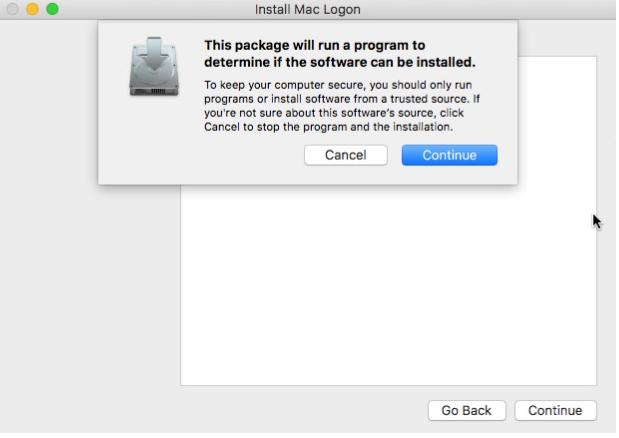 Install Mac Logon
This package will run a program to
determine if the software can be installed.
To keep your computer secure, you should only run
programs or install software from a trusted source. If
you're not sure about this software's source, click
Cancel to stop the program and the installation.
Cancel Continue
Go Back Continue